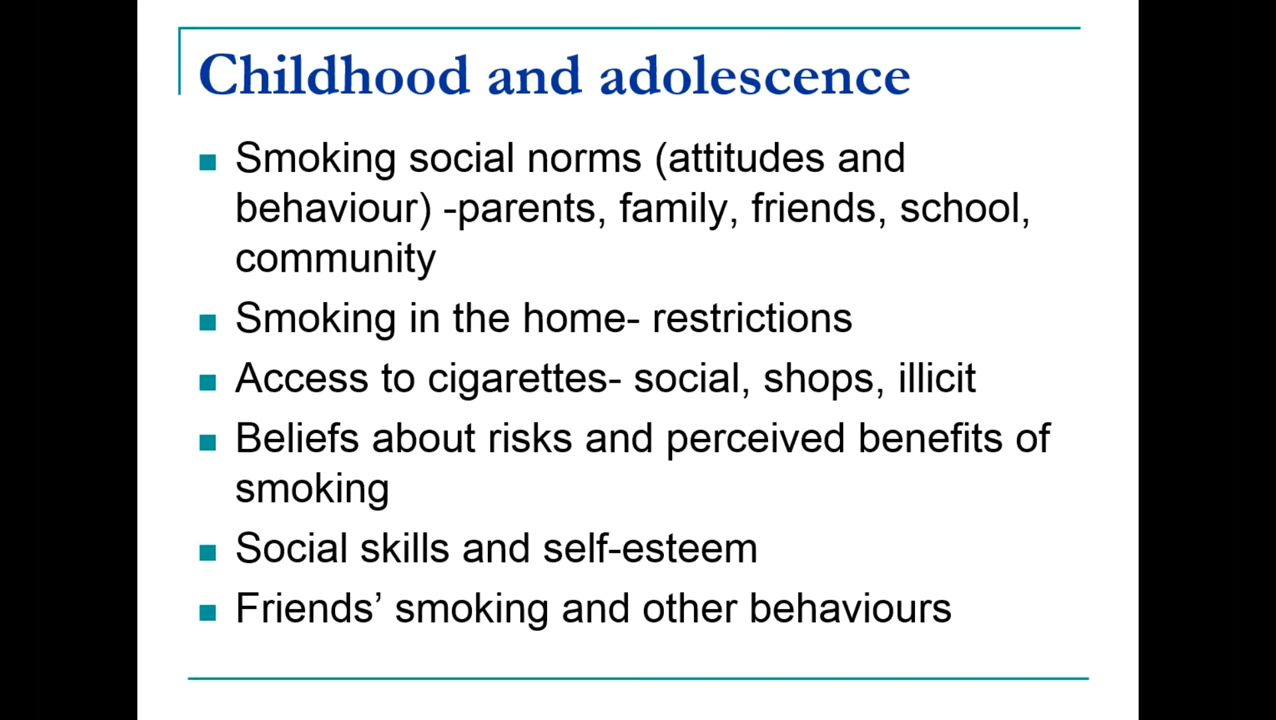 Childhood and adolescence
Smoking social norms (attitudes and
behaviour) -parents, family, friends, school,
community
Smoking in the home- restrictions
Access to cigarettes- social, shops, illicit
Beliefs about risks and perceived benefits of
smoking
Social skills and self-esteem
Friends’ smoking and other behaviours